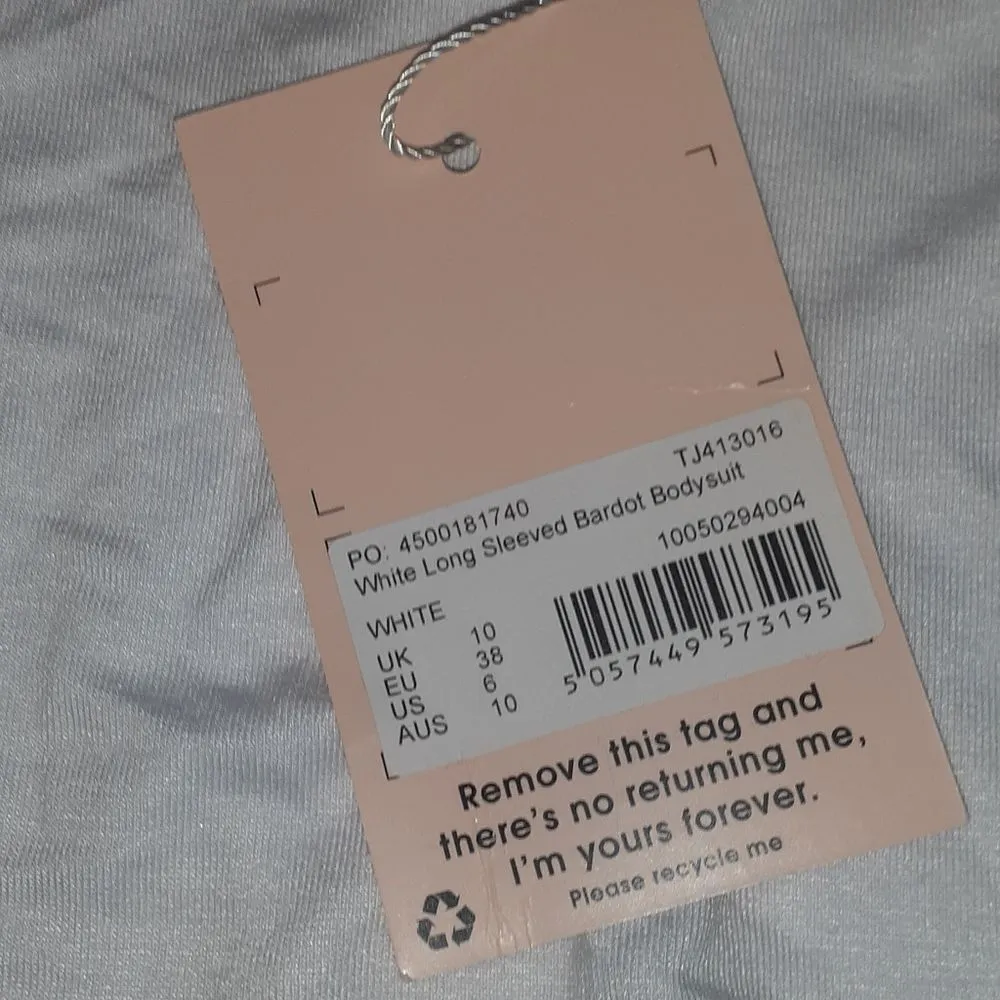 TJ413016
PO: 4500181740
White Long Sleeved Bardot Bodysuit
10050294004
WHITE
UK 10
EU 38
US 6
AUS 10
5 057449 573195
Remove this tag and
there's no returning me,
I'm yours forever.
Please recycle me